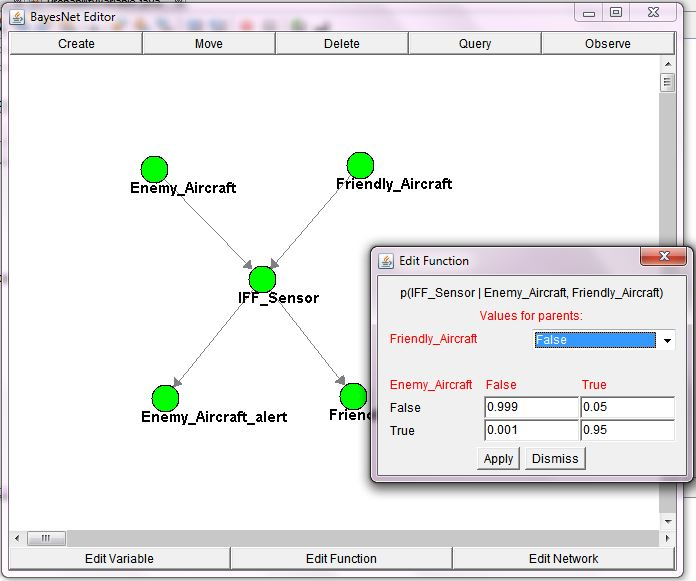 BayesNet Editor
Create Move Delete Query Observe
Enemy_Aircraft
Friendly_Aircraft
IFF_Sensor
Enemy_Aircraft_alert
Edit Function
p(IFF_Sensor | Enemy_Aircraft, Friendly_Aircraft)
Values for parents:
Friendly_Aircraft False
Enemy_Aircraft False True
False 0.999 0.05
True 0.001 0.95
Apply Dismiss
Edit Variable Edit Function Edit Network